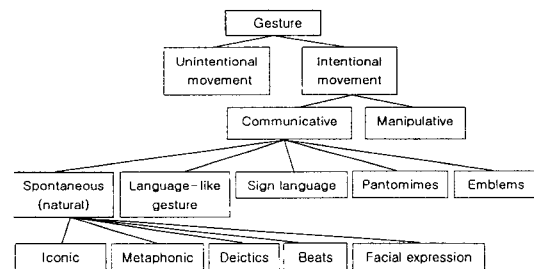 Gesture
Unintentional
movement
Intentional
movement
Communicative
Manipulative
Spontaneous
(natural)
Language-like
gesture
Sign language
Pantomimes
Emblems
Iconic
Metaphonic
Deictics
Beats
Facial expression